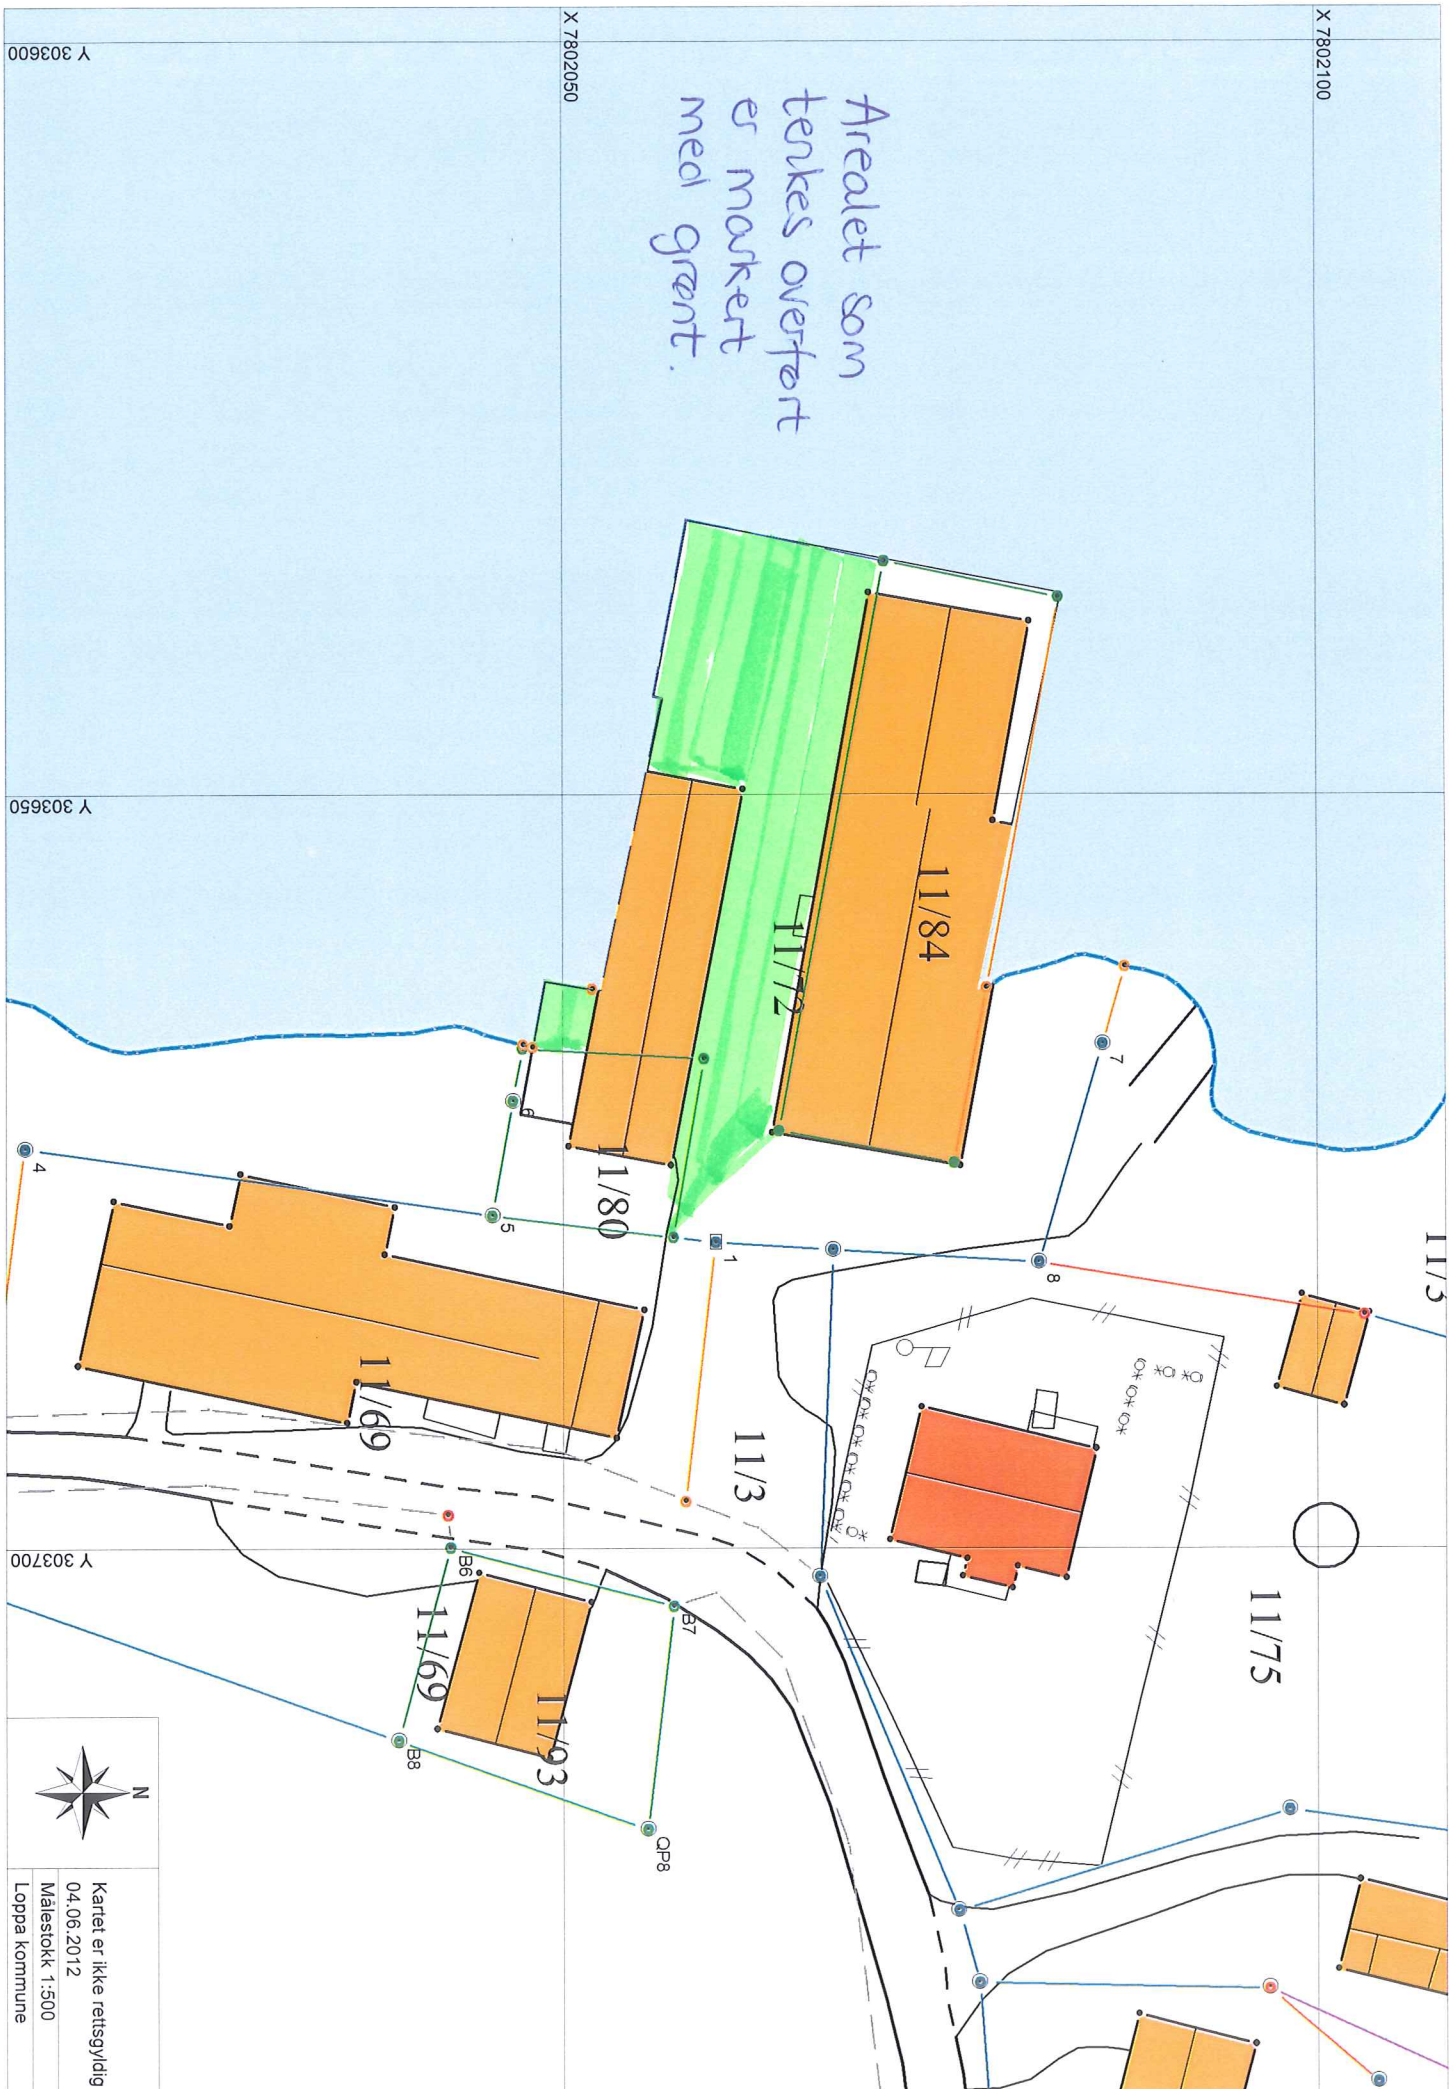 Arealet som
tenkes overført
er markert
med grønt.
X 7802050
X 7802100
Y 303600
Y 303650
Y 303700
11/84
11/72
11/80
11/3
11/3
11/69
11/69
11/93
11/75
7
8
1
6
5
4
B6
B7
B8
QP8
N
Kartet er ikke rettsgyldig
04.06.2012
Målestokk 1:500
Loppa kommune